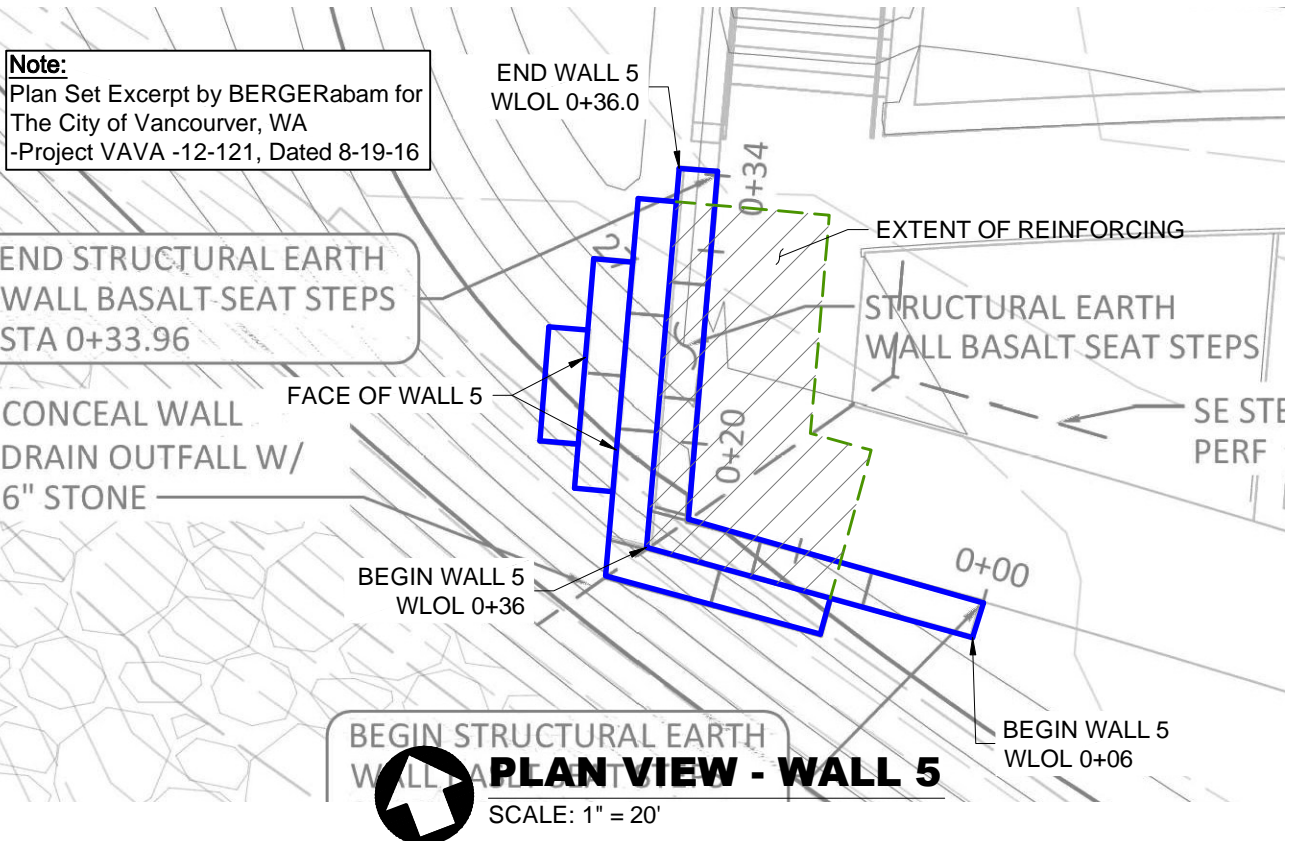 Note:
Plan Set Excerpt by BERGERabam for
The City of Vancourver, WA
-Project VAVA -12-121, Dated 8-19-16
END WALL 5
WLOL 0+36.0
0+34
EXTENT OF REINFORCING
END STRUCTURAL EARTH
WALL BASALT SEAT STEPS
STA 0+33.96
STRUCTURAL EARTH
WALL BASALT SEAT STEPS
FACE OF WALL 5
CONCEAL WALL
DRAIN OUTFALL W/
6" STONE
SE STE
PERF
0+20
0+00
BEGIN WALL 5
WLOL 0+36
BEGIN WALL 5
WLOL 0+06
BEGIN STRUCTURAL EARTH
WALL BASALT SEAT STEPS
PLAN VIEW - WALL 5
SCALE: 1" = 20'